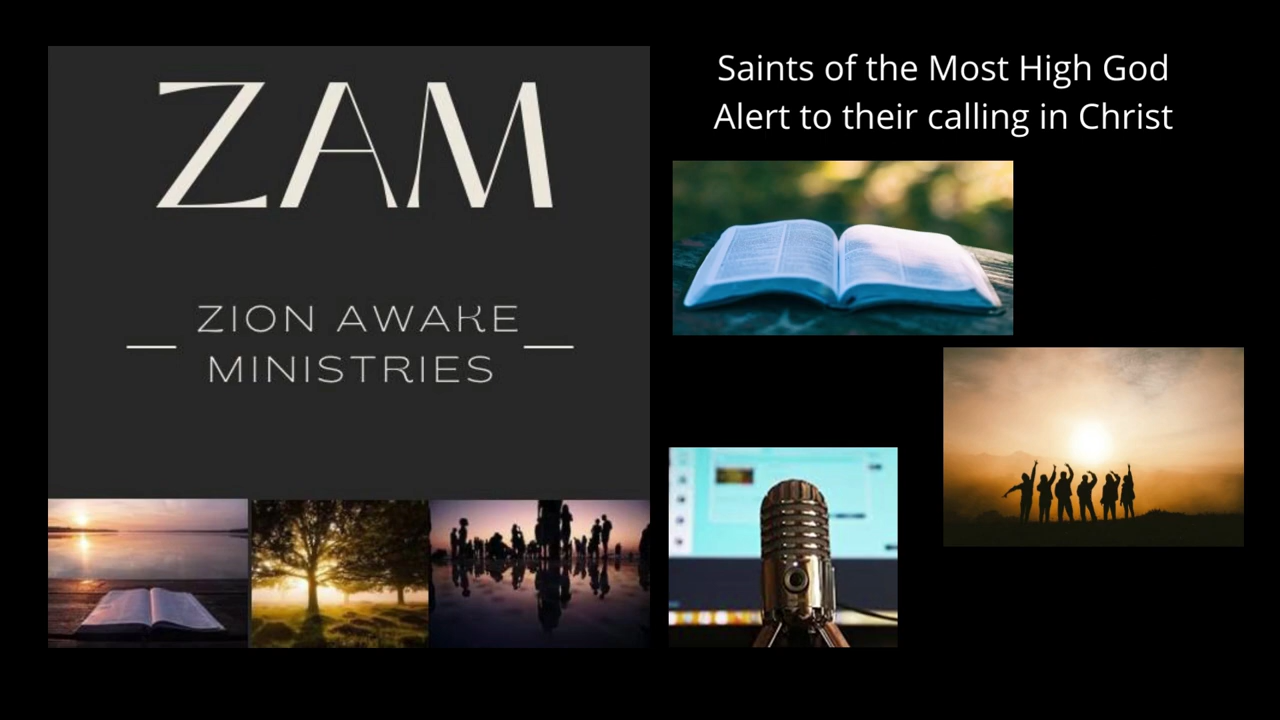 ZAM
ZION AWAKE
MINISTRIES
Saints of the Most High God
Alert to their calling in Christ